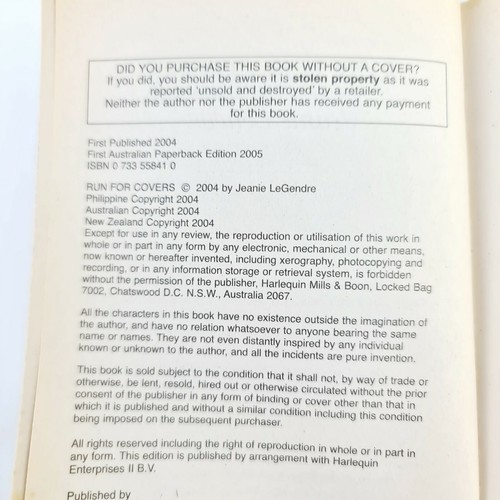 DID YOU PURCHASE THIS BOOK WITHOUT A COVER?
If you did, you should be aware it is stolen property as it was
reported 'unsold and destroyed' by a retailer.
Neither the author nor the publisher has received any payment
for this book.
First Published 2004
First Australian Paperback Edition 2005
ISBN 0 733 55841 0
RUN FOR COVERS © 2004 by Jeanie LeGendre
Philippine Copyright 2004
Australian Copyright 2004
New Zealand Copyright 2004
Except for use in any review, the reproduction or utilisation of this work in
whole or in part in any form by any electronic, mechanical or other means,
now known or hereafter invented, including xerography, photocopying and
recording, or in any information storage or retrieval system, is forbidden
without the permission of the publisher, Harlequin Mills & Boon, Locked Bag
7002, Chatswood D.C. N.S.W., Australia 2067.
All the characters in this book have no existence outside the imagination of
the author, and have no relation whatsoever to anyone bearing the same
name or names. They are not even distantly inspired by any individual
known or unknown to the author, and all the incidents are pure invention.
This book is sold subject to the condition that it shall not, by way of trade or
otherwise, be lent, resold, hired out or otherwise circulated without the prior
consent of the publisher in any form of binding or cover other than that in
which it is published and without a similar condition including this condition
being imposed on the subsequent purchaser.
All rights reserved including the right of reproduction in whole or in part in
any form. This edition is published by arrangement with Harlequin
Enterprises II B.V.
Published by